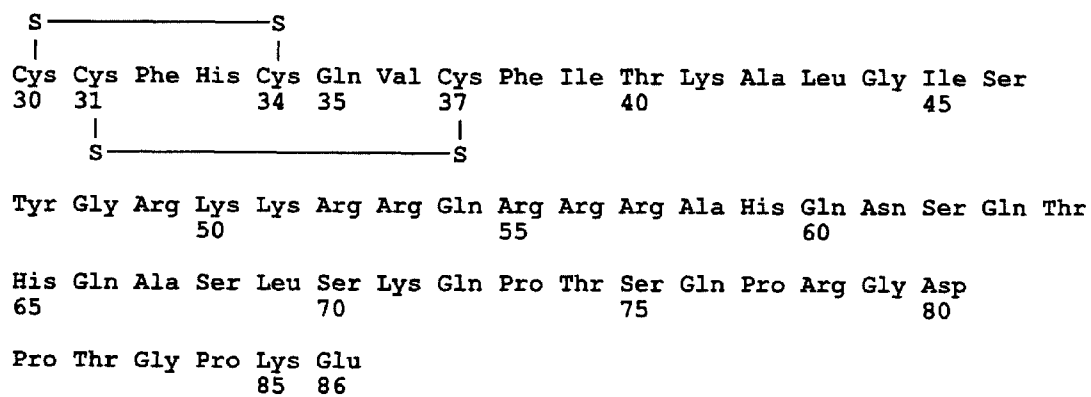 S S
Cys Cys Phe His Cys Gln Val Cys Phe Ile Thr Lys Ala Leu Gly Ile Ser
30 31 34 35 37 40 45
S S
Tyr Gly Arg Lys Lys Arg Arg Gln Arg Arg Arg Ala His Gln Asn Ser Gln Thr
50 55 60
His Gln Ala Ser Leu Ser Lys Gln Pro Thr Ser Gln Pro Arg Gly Asp
65 70 75 80
Pro Thr Gly Pro Lys Glu
85 86